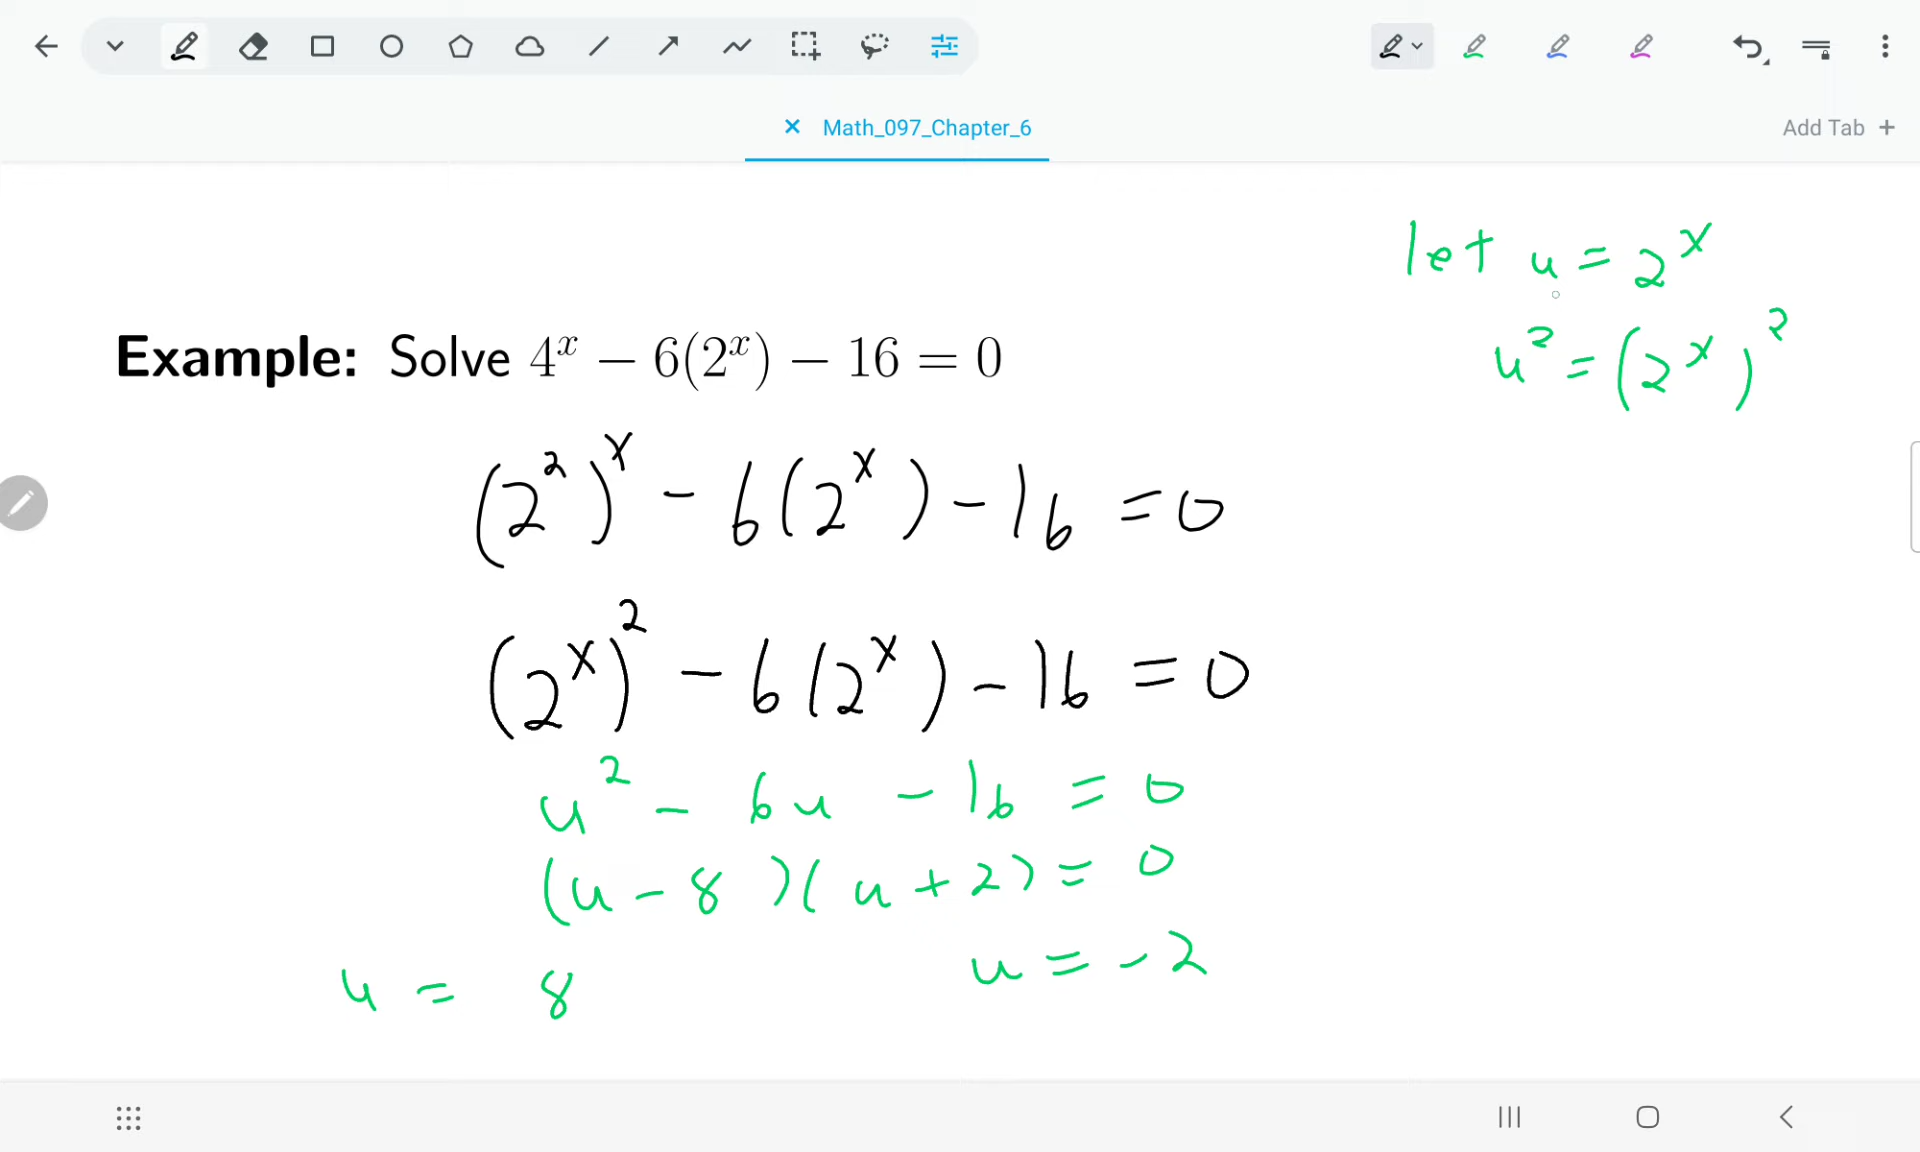 Math_097_Chapter_6
Add Tab +
let u = 2^x
u^2 = (2^x)^2
Example: Solve 4^x − 6(2^x) − 16 = 0
(2^2)^x - 6(2^x) - 16 = 0
(2^x)^2 - 6(2^x) - 16 = 0
u^2 - 6u - 16 = 0
(u - 8)(u + 2) = 0
u = 8 u = -2